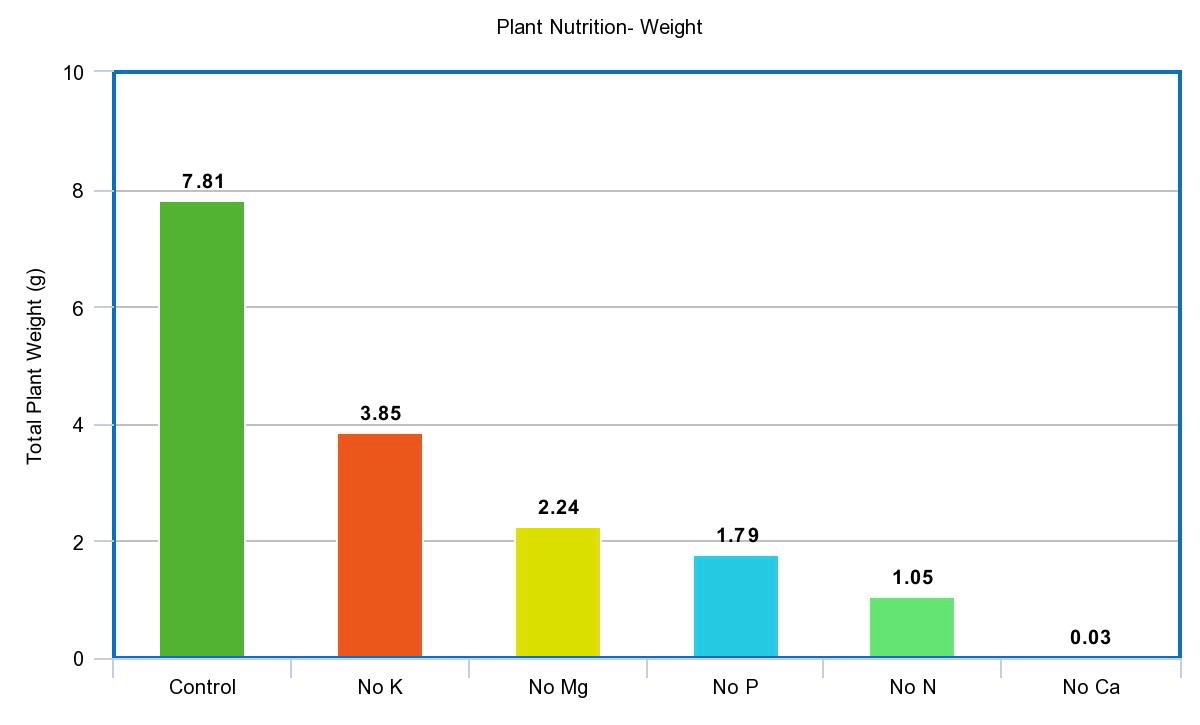 Plant Nutrition- Weight
Total Plant Weight (g)
10
8
6
4
2
0
7.81
3.85
2.24
1.79
1.05
0.03
Control
No K
No Mg
No P
No N
No Ca